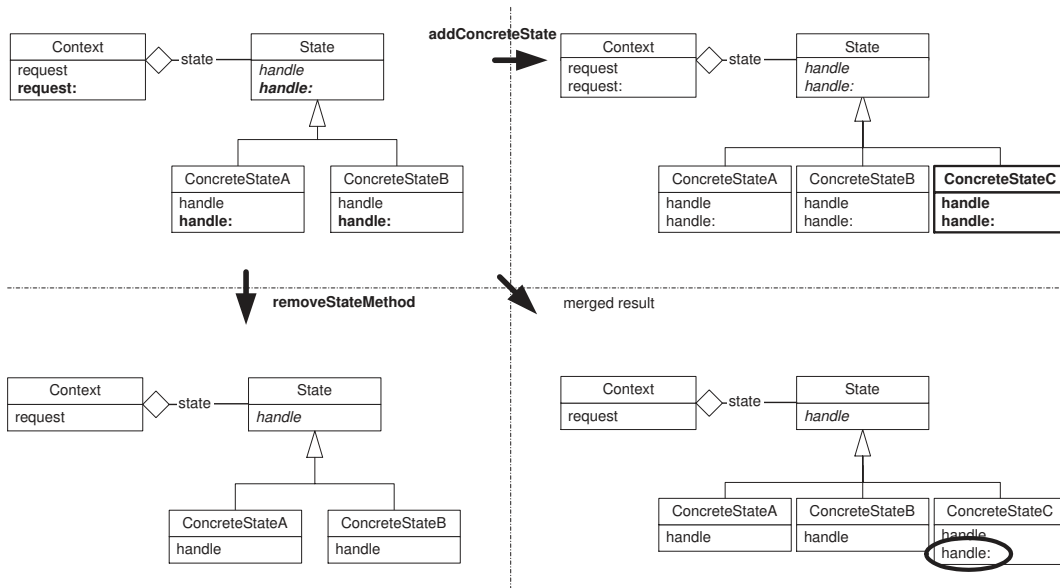 Context
request
request:
state
State
handle
handle:
ConcreteStateA
handle
handle:
ConcreteStateB
handle
handle:
addConcreteState
Context
request
request:
state
State
handle
handle:
ConcreteStateA
handle
handle:
ConcreteStateB
handle
handle:
ConcreteStateC
handle
handle:
removeStateMethod
merged result
Context
request
state
State
handle
ConcreteStateA
handle
ConcreteStateB
handle
Context
request
state
State
handle
ConcreteStateA
handle
ConcreteStateB
handle
ConcreteStateC
handle
handle: